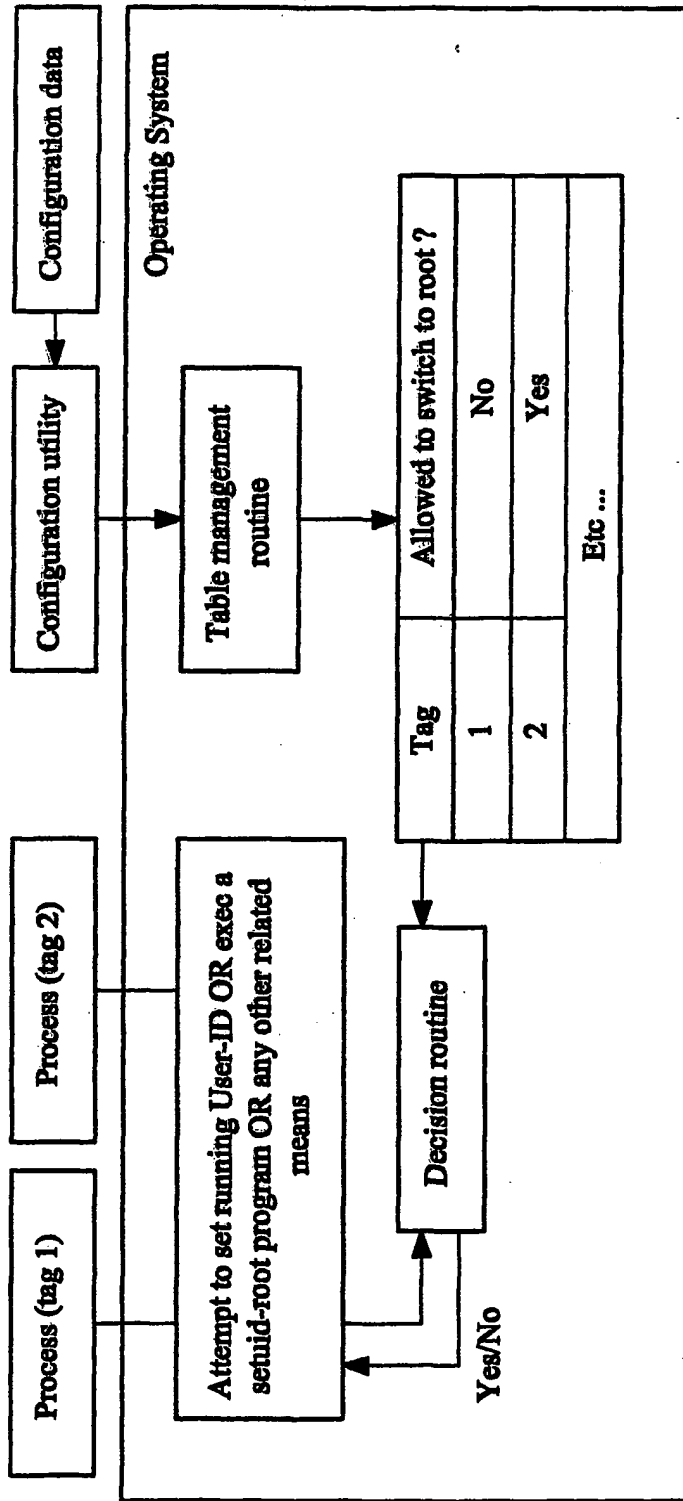 Process (tag 1)
Process (tag 2)
Configuration utility
Configuration data
Operating System
Attempt to set running User-ID OR exec a
setuid-root program OR any other related
means
Table management
routine
Yes/No
Decision routine
Tag
Allowed to switch to root ?
1
No
2
Yes
Etc ...